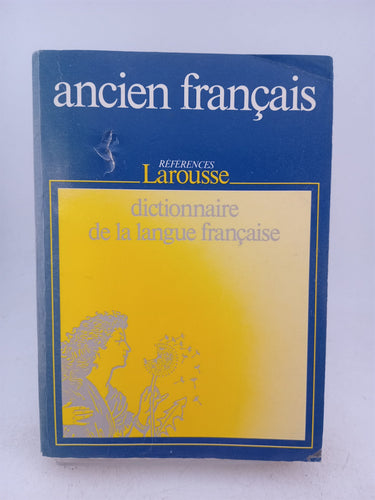 ancien français
RÉFÉRENCES
Larousse
dictionnaire
de la langue française